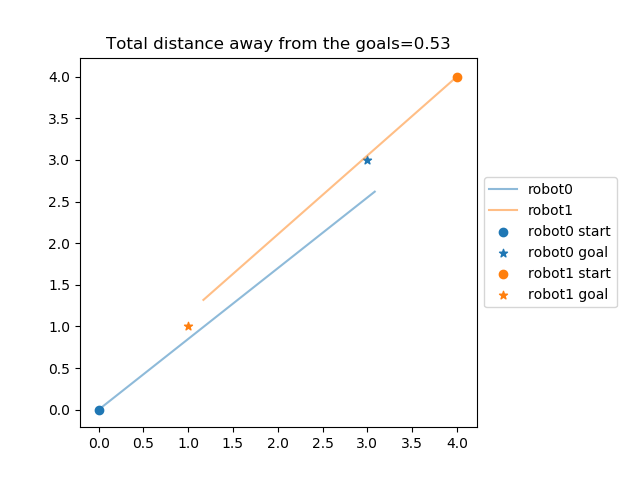 Total distance away from the goals=0.53
4.0
3.5
3.0
2.5
2.0
1.5
1.0
0.5
0.0
0.0 0.5 1.0 1.5 2.0 2.5 3.0 3.5 4.0
robot0
robot1
robot0 start
robot0 goal
robot1 start
robot1 goal